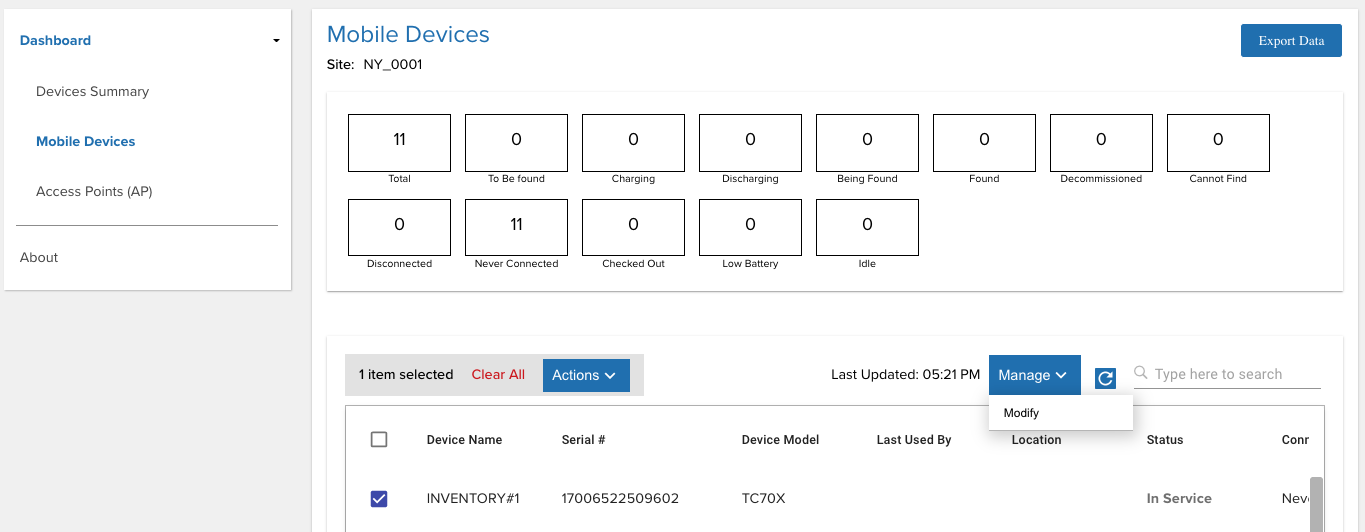 Dashboard
Devices Summary
Mobile Devices
Access Points (AP)
About
Mobile Devices
Export Data
Site: NY_0001
11 0 0 0 0 0 0 0
Total To Be found Charging Discharging Being Found Found Decommissioned Cannot Find
0 11 0 0 0
Disconnected Never Connected Checked Out Low Battery Idle
1 item selected Clear All Actions Last Updated: 05:21 PM Manage Type here to search
Modify
Device Name Serial # Device Model Last Used By Location Status Conn
INVENTORY#1 17006522509602 TC70X In Service Nev